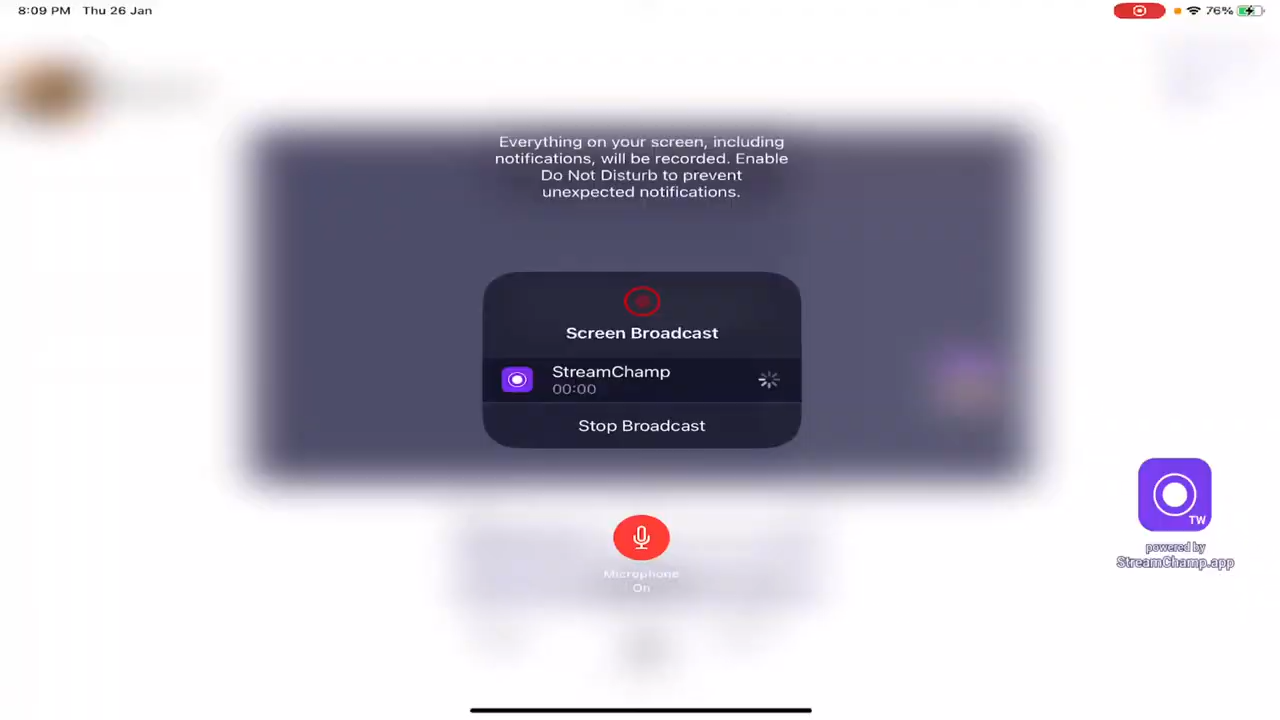 8:09 PM Thu 26 Jan
76%
Everything on your screen, including
notifications, will be recorded. Enable
Do Not Disturb to prevent
unexpected notifications.
Screen Broadcast
StreamChamp
00:00
Stop Broadcast
TW
powered by
StreamChamp.app
Microphone
On